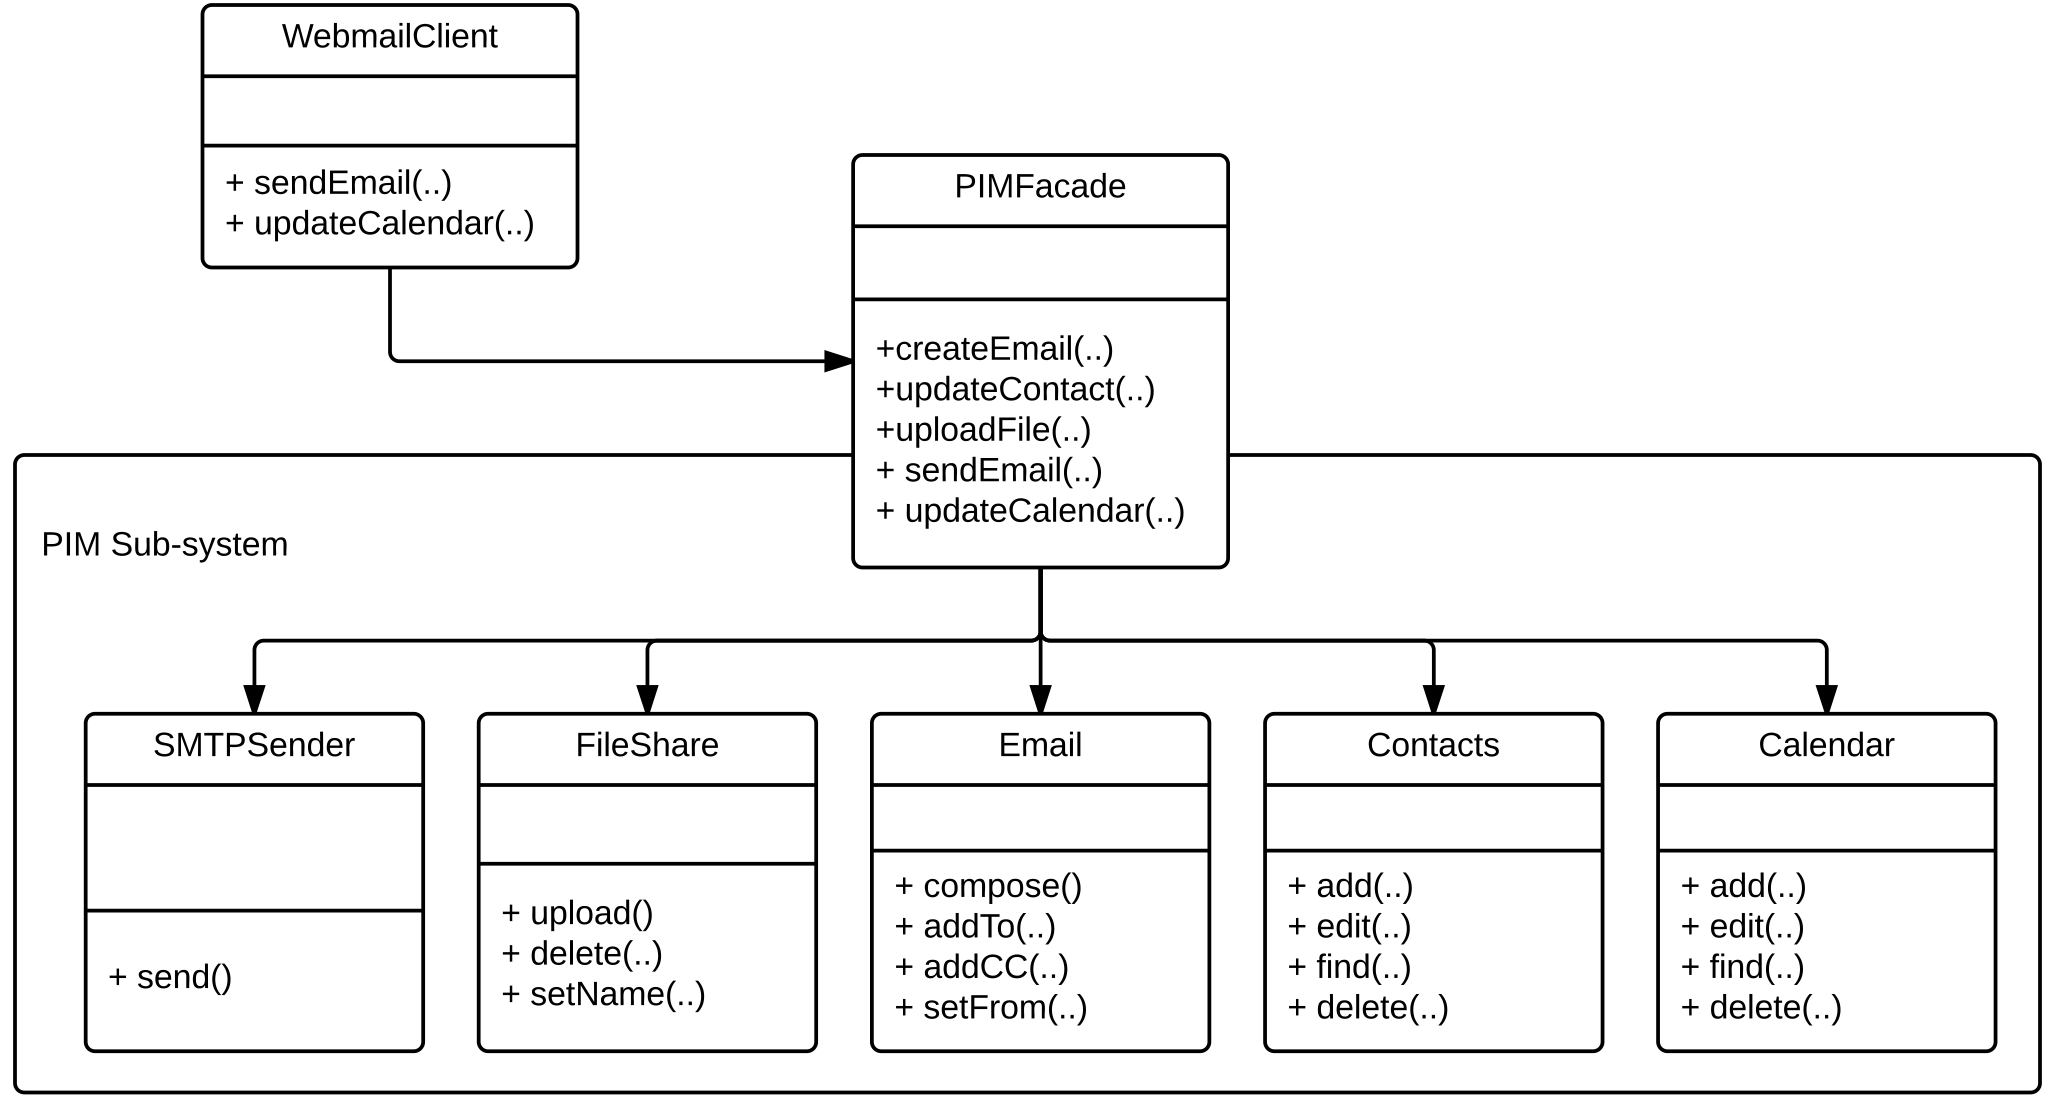 WebmailClient
+ sendEmail(..)
+ updateCalendar(..)
PIMFacade
+createEmail(..)
+updateContact(..)
+uploadFile(..)
+ sendEmail(..)
+ updateCalendar(..)
PIM Sub-system
SMTPSender
+ send()
FileShare
+ upload()
+ delete(..)
+ setName(..)
Email
+ compose()
+ addTo(..)
+ addCC(..)
+ setFrom(..)
Contacts
+ add(..)
+ edit(..)
+ find(..)
+ delete(..)
Calendar
+ add(..)
+ edit(..)
+ find(..)
+ delete(..)